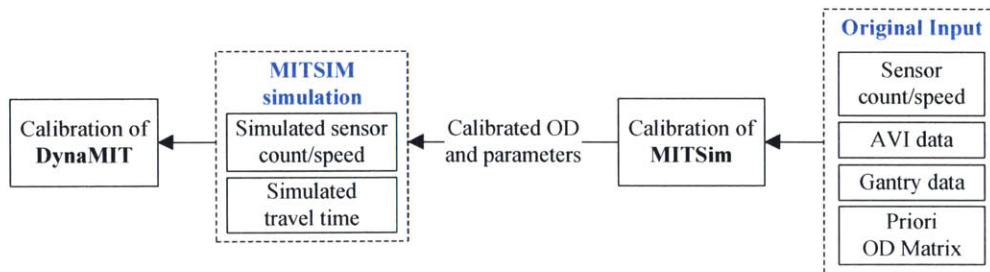 Original Input
Sensor
count/speed
AVI data
Gantry data
Priori
OD Matrix
Calibration of
MITSim
Calibrated OD
and parameters
MITSIM
simulation
Simulated sensor
count/speed
Simulated
travel time
Calibration of
DynaMIT